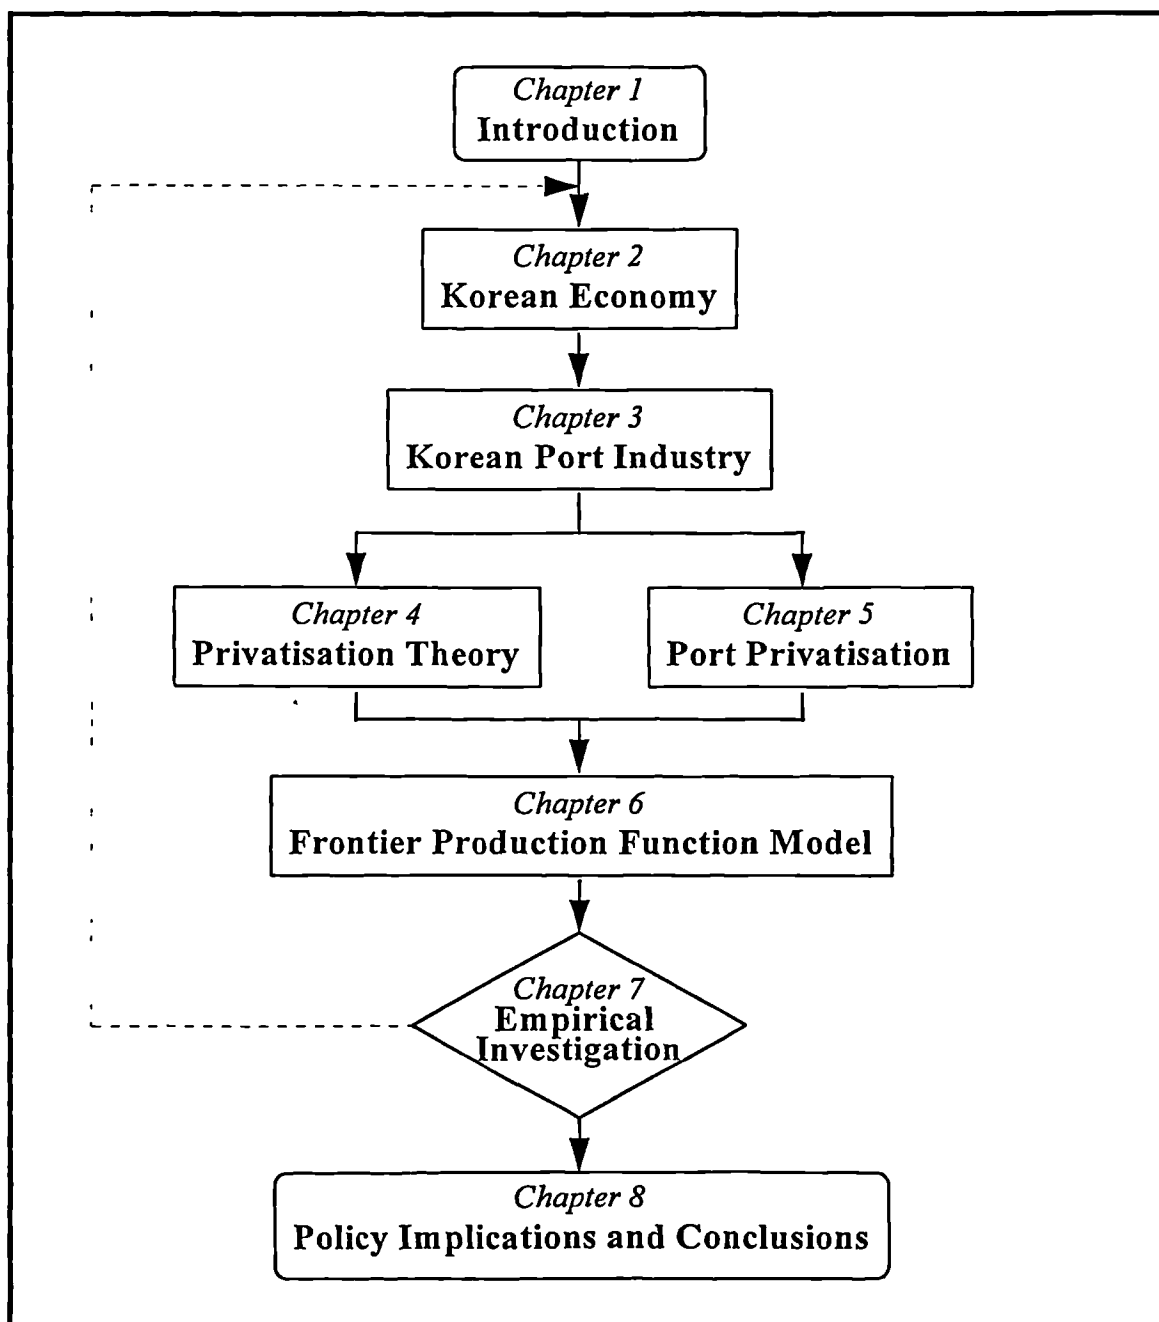 Chapter 1
Introduction
Chapter 2
Korean Economy
Chapter 3
Korean Port Industry
Chapter 4
Privatisation Theory
Chapter 5
Port Privatisation
Chapter 6
Frontier Production Function Model
Chapter 7
Empirical
Investigation
Chapter 8
Policy Implications and Conclusions